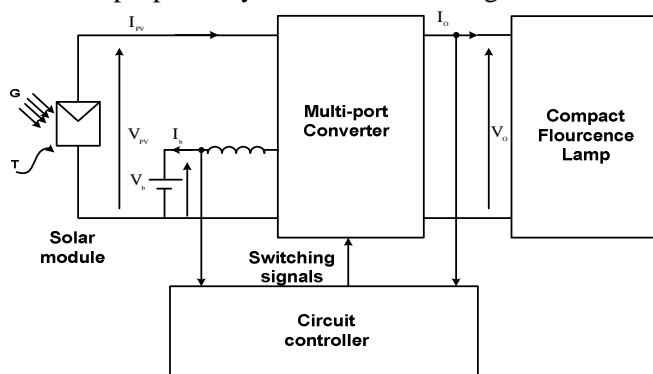 I_PV
I_O
G
Multi-port
Converter
Compact
Flourcence
Lamp
V_PV
I_b
V_O
T
V_b
Solar
module
Switching
signals
Circuit
controller